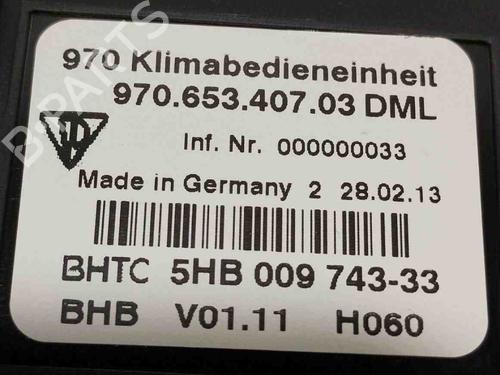 970 Klimabedieneinheit
970.653.407.03 DML
Inf. Nr. 000000033
Made in Germany 2 28.02.13
BHTC 5HB 009 743-33
BHB V01.11 H060
B-PARTS